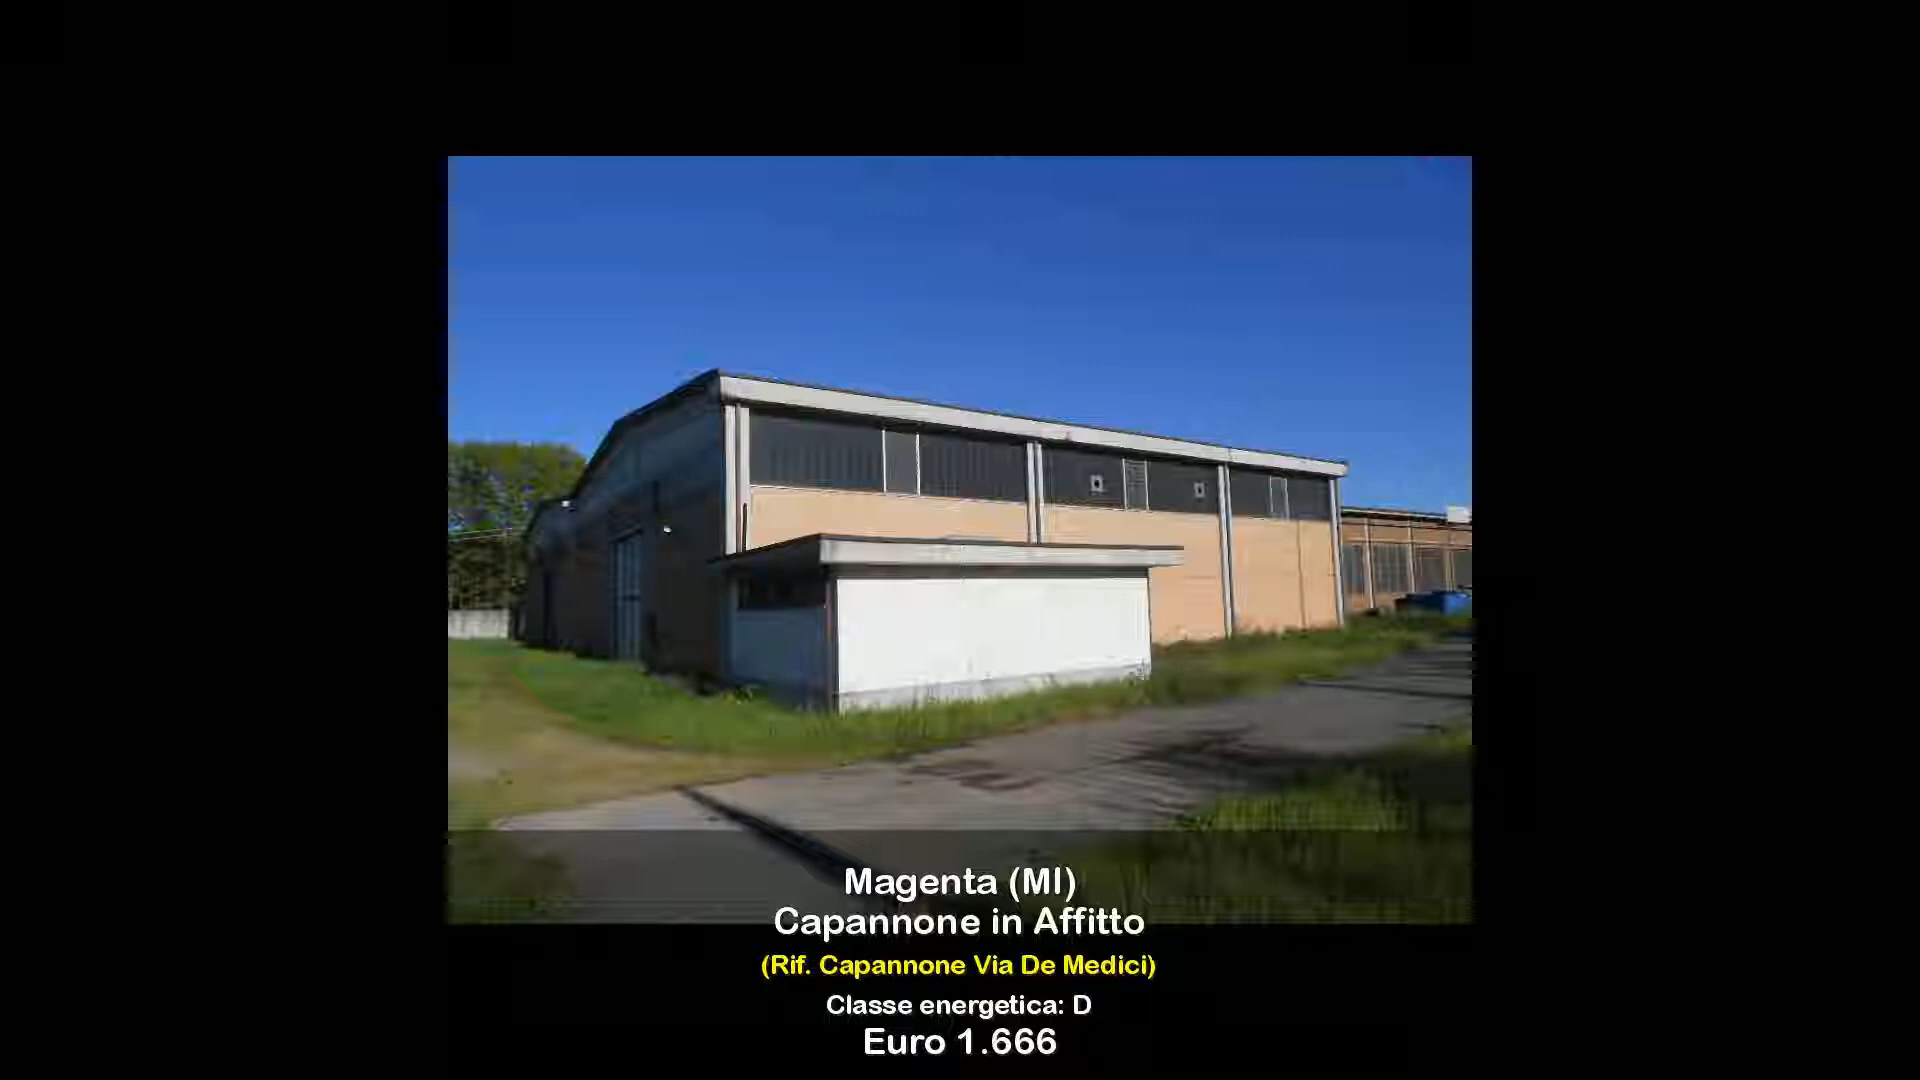 Magenta (MI)
Capannone in Affitto
(Rif. Capannone Via De Medici)
Classe energetica: D
Euro 1.666